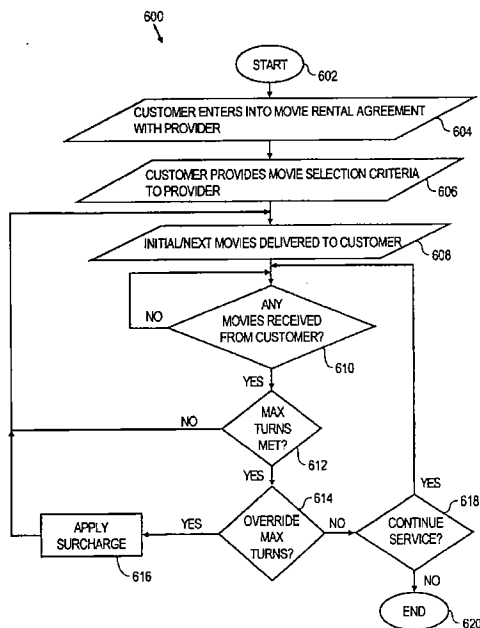 600
START
602
CUSTOMER ENTERS INTO MOVIE RENTAL AGREEMENT
WITH PROVIDER
604
CUSTOMER PROVIDES MOVIE SELECTION CRITERIA
TO PROVIDER
606
INITIAL/NEXT MOVIES DELIVERED TO CUSTOMER
608
NO
ANY
MOVIES RECEIVED
FROM CUSTOMER?
610
YES
NO
MAX
TURNS
MET?
612
YES
614
YES
618
APPLY
SURCHARGE
616
YES
OVERRIDE
MAX
TURNS?
NO
CONTINUE
SERVICE?
NO
END
620